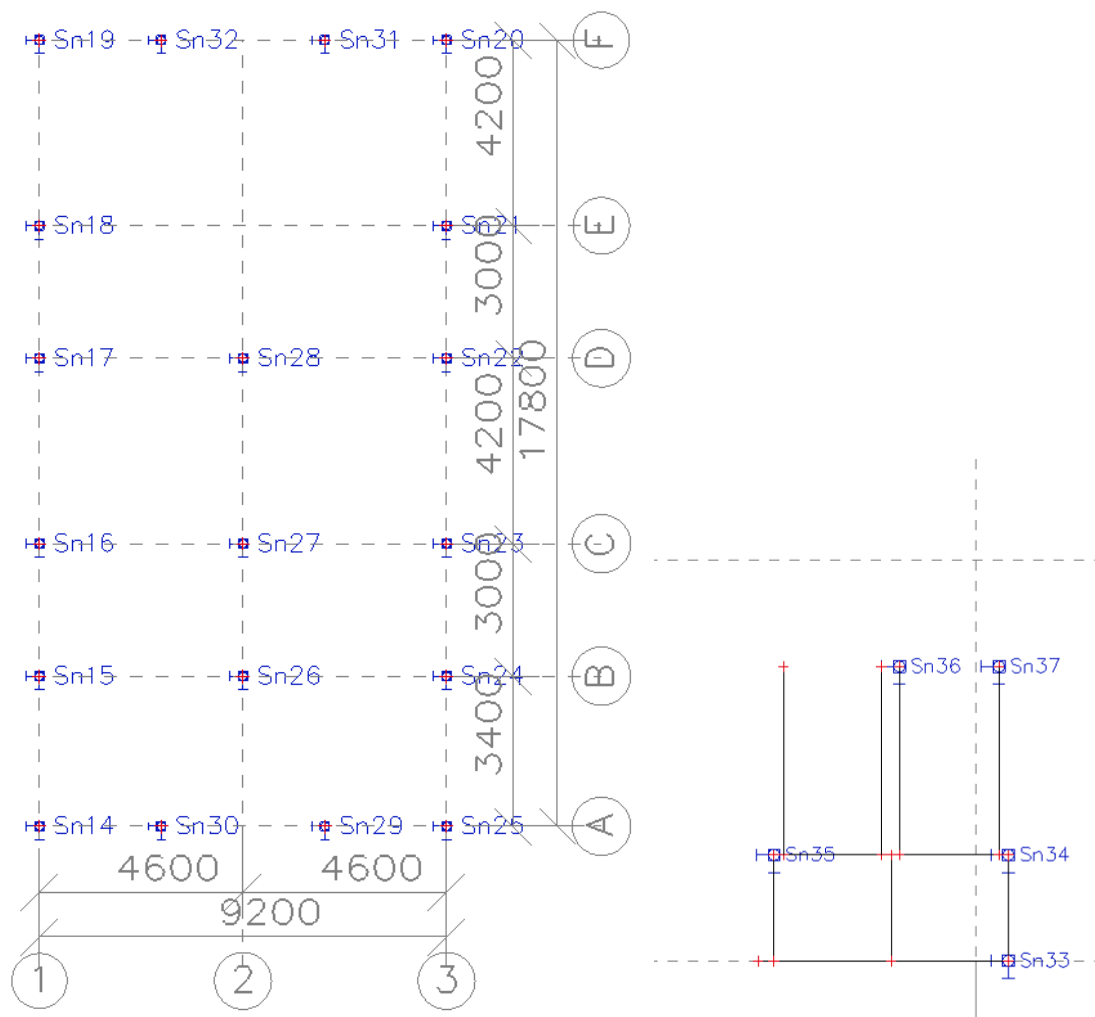 Sn19 Sn32 Sn31 Sn20 F
4200
Sn18 Sn21 E
3000
Sn17 Sn28 Sn22 D
4200 17800
Sn16 Sn27 Sn23 C
3000
Sn15 Sn26 Sn24 B
3400
Sn14 Sn30 Sn29 Sn25 A
4600 4600
9200
1 2 3
Sn36 Sn37
Sn35 Sn34
Sn33